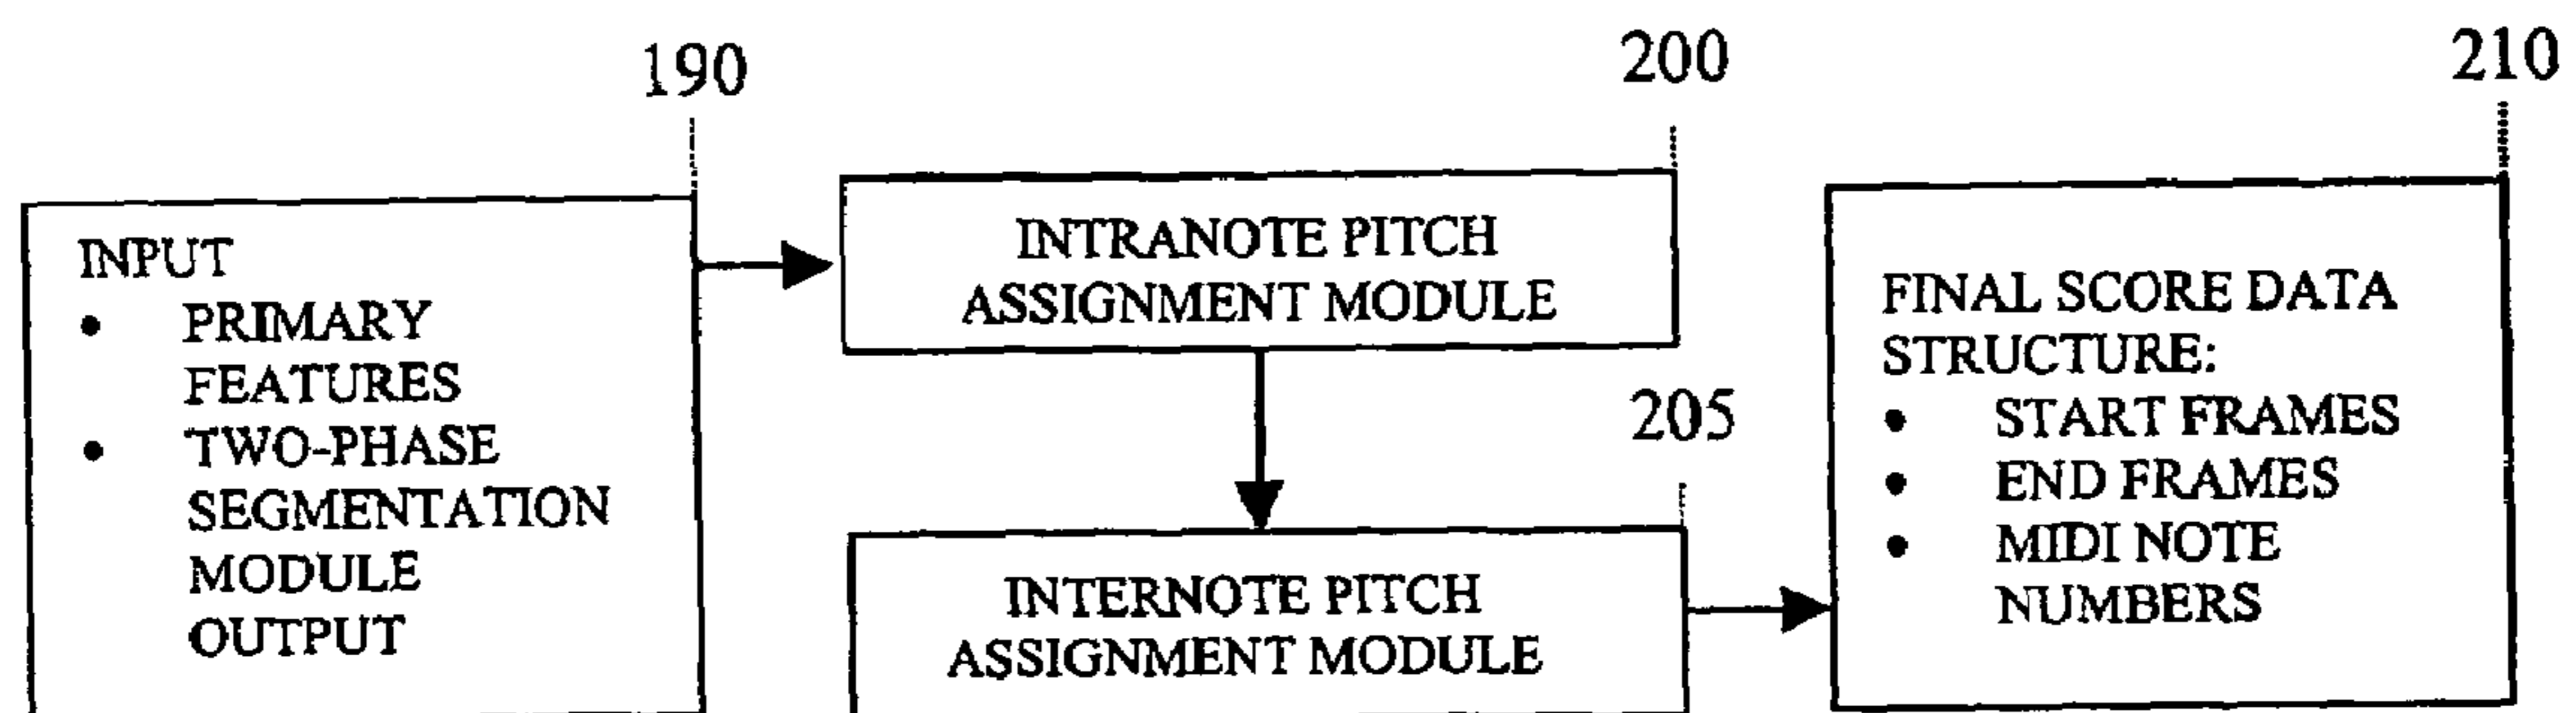 190
200
210
INPUT
• PRIMARY
FEATURES
• TWO-PHASE
SEGMENTATION
MODULE
OUTPUT
INTRANOTE PITCH
ASSIGNMENT MODULE
205
INTERNOTE PITCH
ASSIGNMENT MODULE
FINAL SCORE DATA
STRUCTURE:
• START FRAMES
• END FRAMES
• MIDI NOTE
NUMBERS